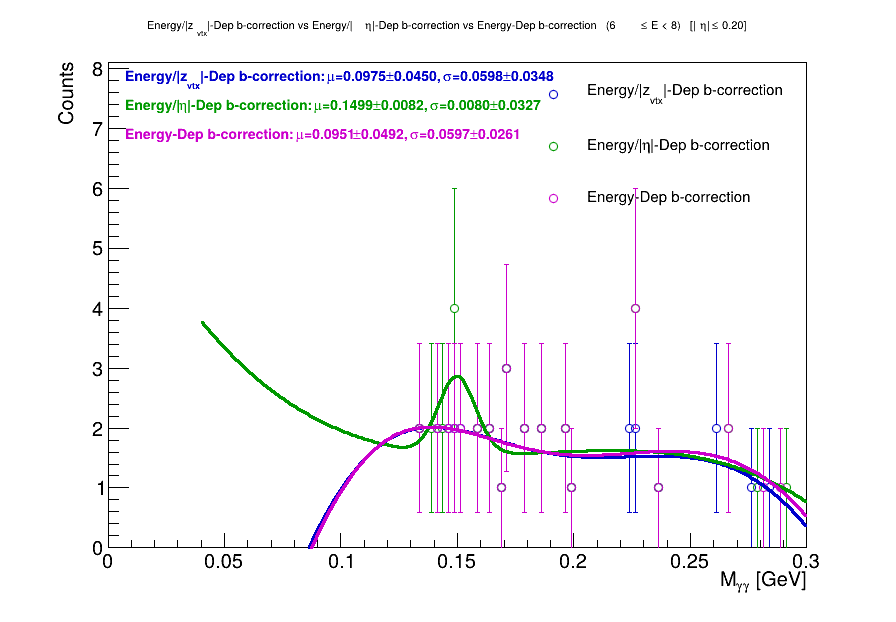 Energy/|z_vtx|-Dep b-correction vs Energy/|η|-Dep b-correction vs Energy-Dep b-correction (6 ≤ E < 8) [|η|≤ 0.20]
Counts
Energy/|z_vtx|-Dep b-correction: μ=0.0975±0.0450, σ=0.0598±0.0348
Energy/|η|-Dep b-correction: μ=0.1499±0.0082, σ=0.0080±0.0327
Energy-Dep b-correction: μ=0.0951±0.0492, σ=0.0597±0.0261
Energy/|z_vtx|-Dep b-correction
Energy/|η|-Dep b-correction
Energy-Dep b-correction
8
7
6
5
4
3
2
1
0
0 0.05 0.1 0.15 0.2 0.25 0.3
M_γγ [GeV]